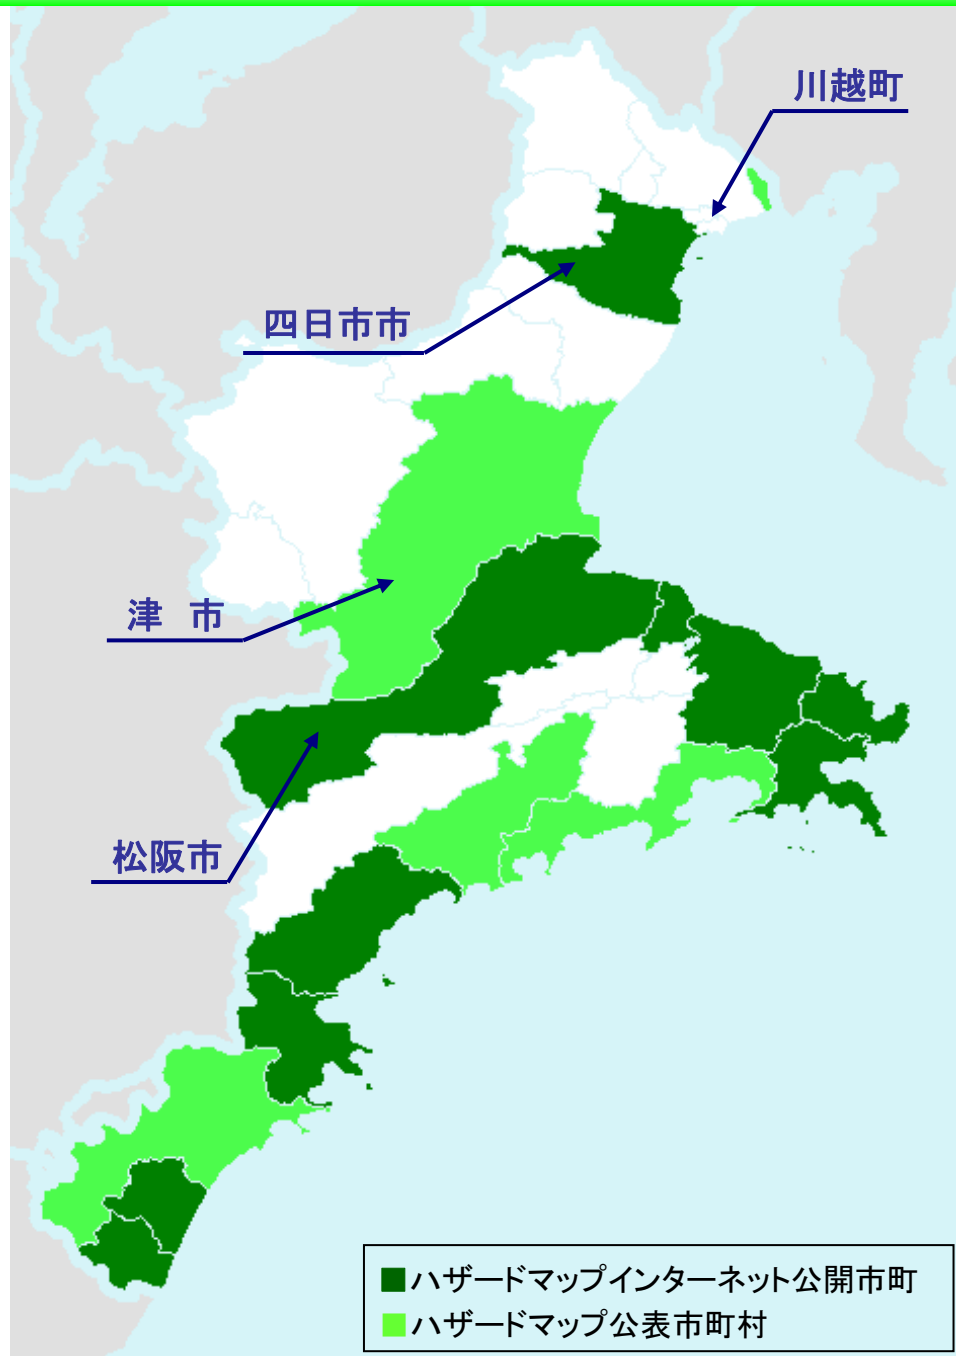 川越町
四日市市
津　市
松阪市
ハザードマップインターネット公開市町
ハザードマップ公表市町村